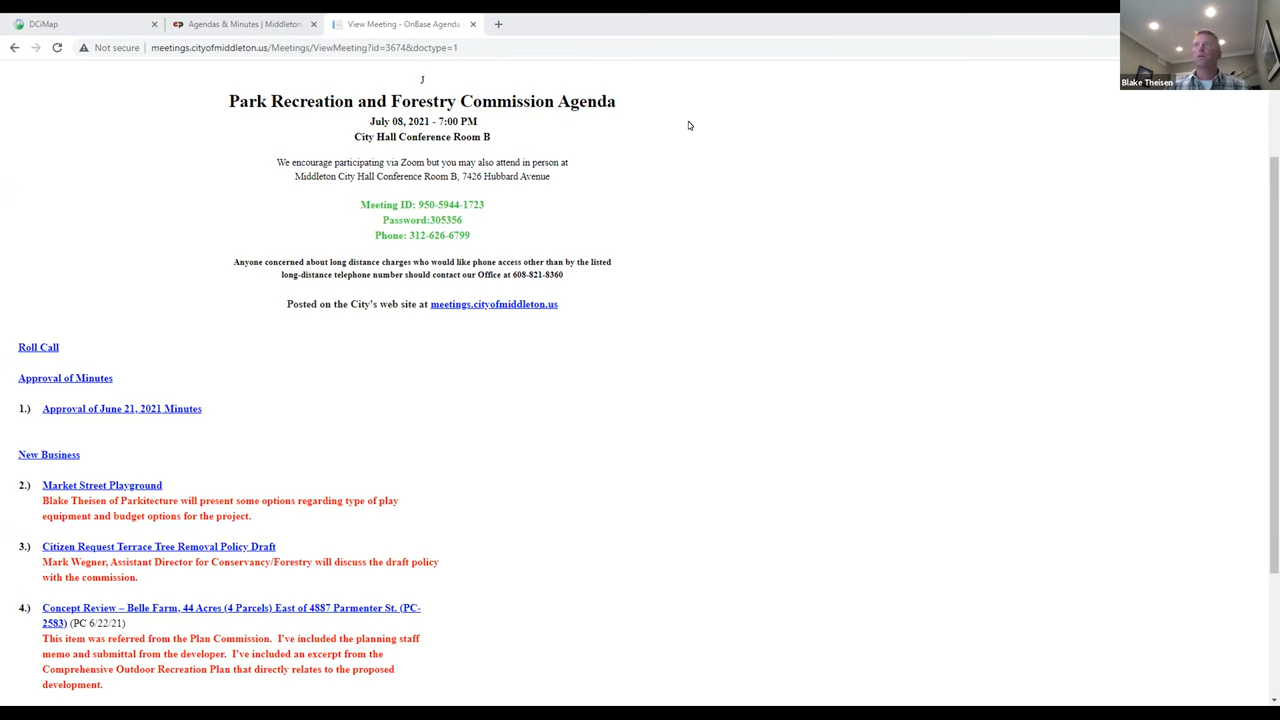 DCiMap
Agendas & Minutes | Middleton,
View Meeting - OnBase Agenda
Not secure
meetings.cityofmiddleton.us/Meetings/ViewMeeting?id=3674&doctype=1
Blake Theisen
J
Park Recreation and Forestry Commission Agenda
July 08, 2021 - 7:00 PM
City Hall Conference Room B
We encourage participating via Zoom but you may also attend in person at
Middleton City Hall Conference Room B, 7426 Hubbard Avenue
Meeting ID: 950-5944-1723
Password:305356
Phone: 312-626-6799
Anyone concerned about long distance charges who would like phone access other than by the listed
long-distance telephone number should contact our Office at 608-821-8360
Posted on the City's web site at meetings.cityofmiddleton.us
Roll Call
Approval of Minutes
1.) Approval of June 21, 2021 Minutes
New Business
2.) Market Street Playground
Blake Theisen of Parkitecture will present some options regarding type of play
equipment and budget options for the project.
3.) Citizen Request Terrace Tree Removal Policy Draft
Mark Wegner, Assistant Director for Conservancy/Forestry will discuss the draft policy
with the commission.
4.) Concept Review – Belle Farm, 44 Acres (4 Parcels) East of 4887 Parmenter St. (PC-
2583) (PC 6/22/21)
This item was referred from the Plan Commission. I've included the planning staff
memo and submittal from the developer. I've included an excerpt from the
Comprehensive Outdoor Recreation Plan that directly relates to the proposed
development.